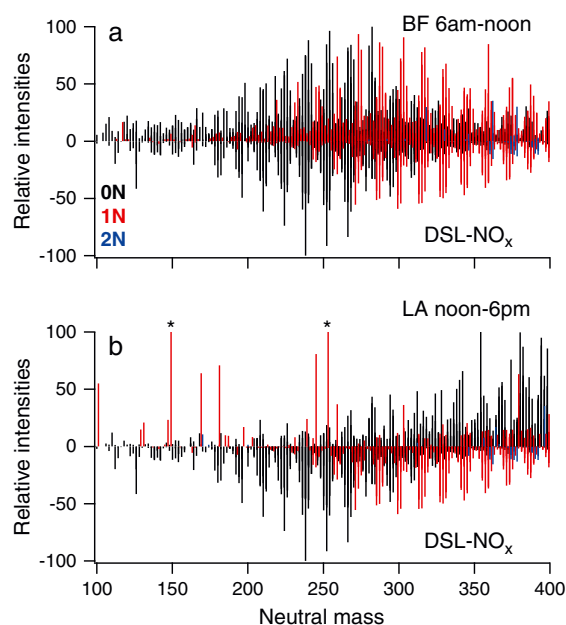 a
BF 6am-noon
Relative intensities
100
50
0
-50
-100
0N
1N
2N
DSL-NOx
b
LA noon-6pm
* *
Relative intensities
100
50
0
-50
-100
DSL-NOx
100 150 200 250 300 350 400
Neutral mass